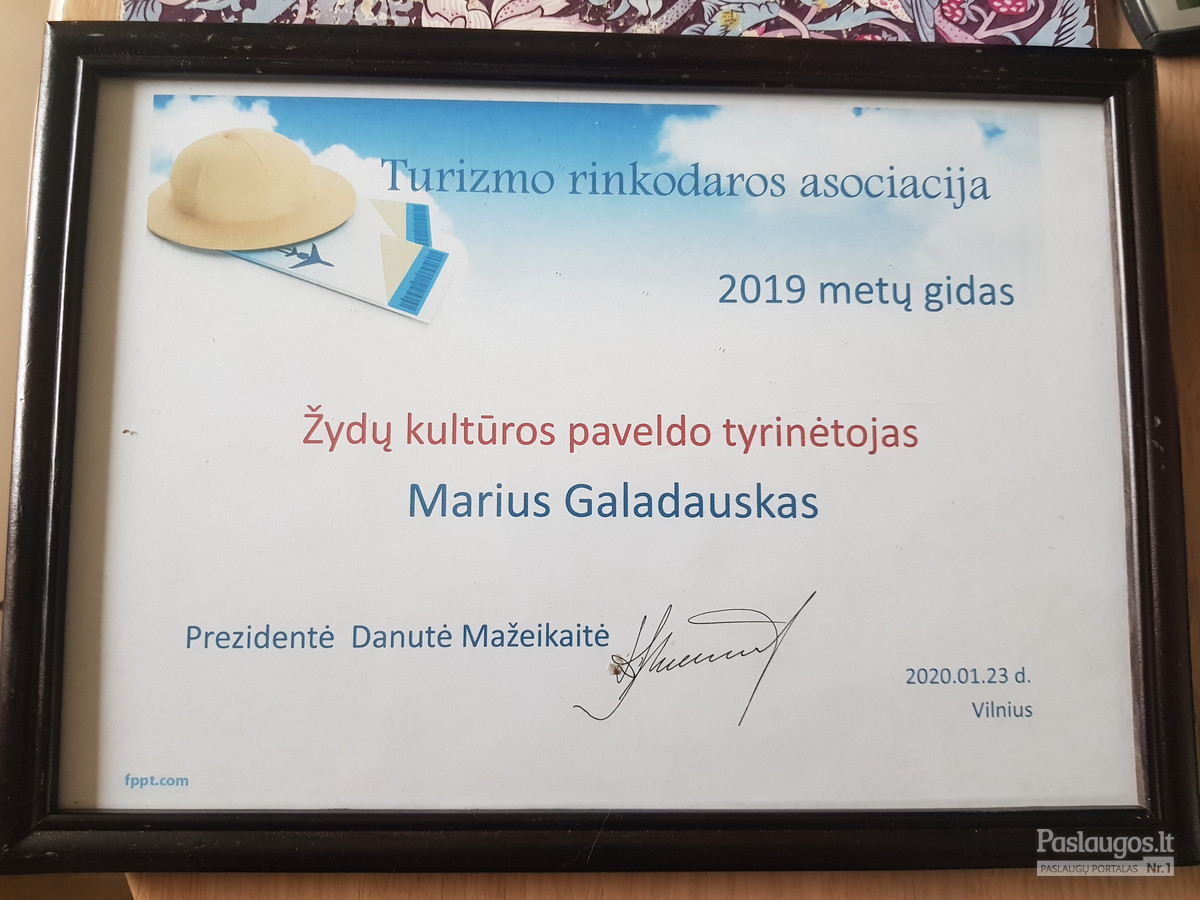 Turizmo rinkodaros asociacija
2019 metų gidas
Žydų kultūros paveldo tyrinėtojas
Marius Galadauskas
Prezidentė Danutė Mažeikaitė
2020.01.23 d.
Vilnius
fppt.com
Paslaugos.lt
PASLAUGŲ PORTALAS Nr.1